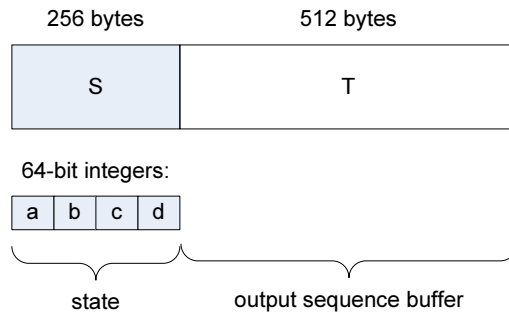 256 bytes 512 bytes
S T
64-bit integers:
a b c d
state output sequence buffer